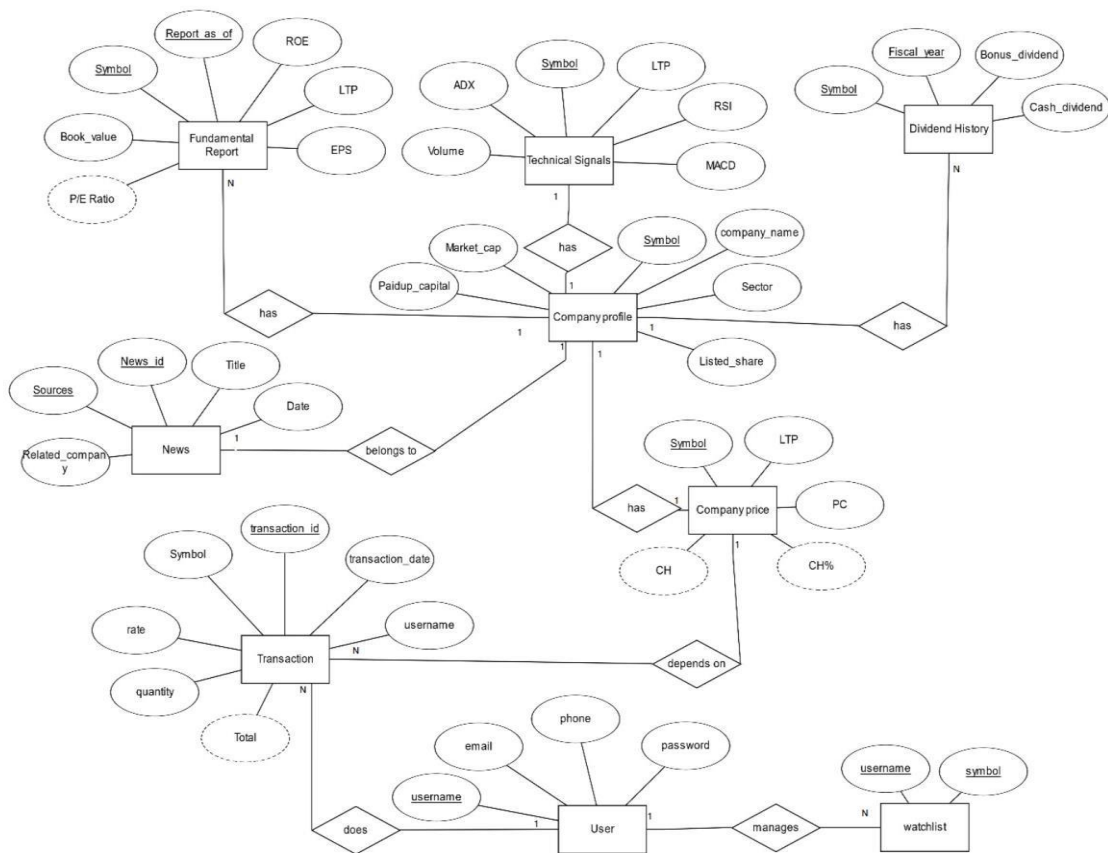 Report_as_of
ROE
Symbol
LTP
Book_value
Fundamental
Report
EPS
P/E Ratio
N
ADX
Symbol
LTP
RSI
Volume
Technical Signals
MACD
1
Fiscal_year
Bonus_dividend
Symbol
Cash_dividend
Dividend History
N
has
Market_cap
Symbol
company_name
Paidup_capital
Sector
1
Company profile
1
1
1
1
Listed_share
has
has
News_id
Title
Sources
Date
News
1
Related_compan
y
belongs to
Symbol
LTP
has
1
Company price
PC
CH
CH%
1
transaction_id
Symbol
transaction_date
rate
username
Transaction
N
quantity
N
Total
depends on
phone
email
password
username
does
1
User
1
manages
username
symbol
N
watchlist